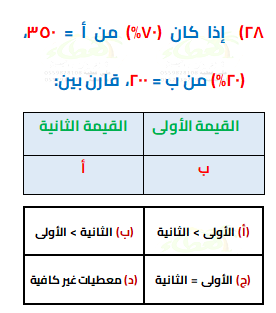 ٢٨) إذا كان (٧٠%) من أ = ٣٥٠،
(٢٠%) من ب = ٢٠٠، قارن بين:
القيمة الأولى القيمة الثانية
ب أ
(أ) الأولى > الثانية (ب) الثانية > الأولى
(ج) الأولى = الثانية (د) معطيات غير كافية